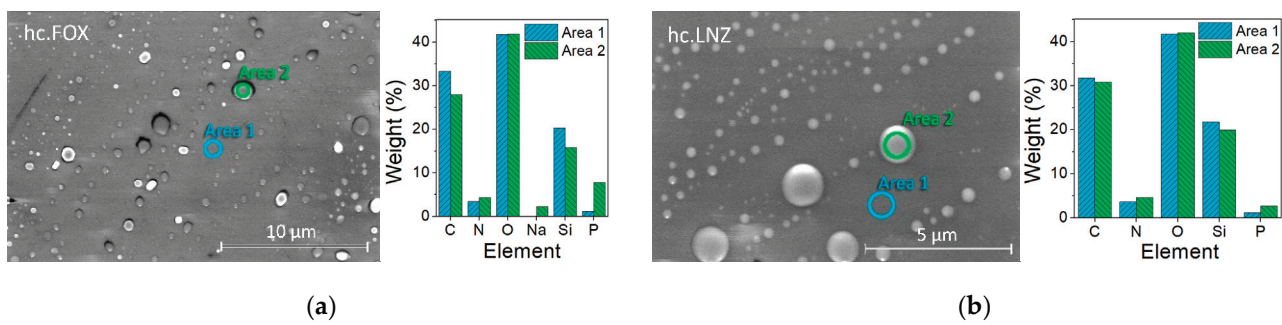 hc.FOX
Area 2
Area 1
10 µm
Weight (%)
40
30
20
10
0
Area 1
Area 2
C N O Na Si P
Element
(a)
hc.LNZ
Area 2
Area 1
5 µm
Weight (%)
40
30
20
10
0
Area 1
Area 2
C N O Si P
Element
(b)